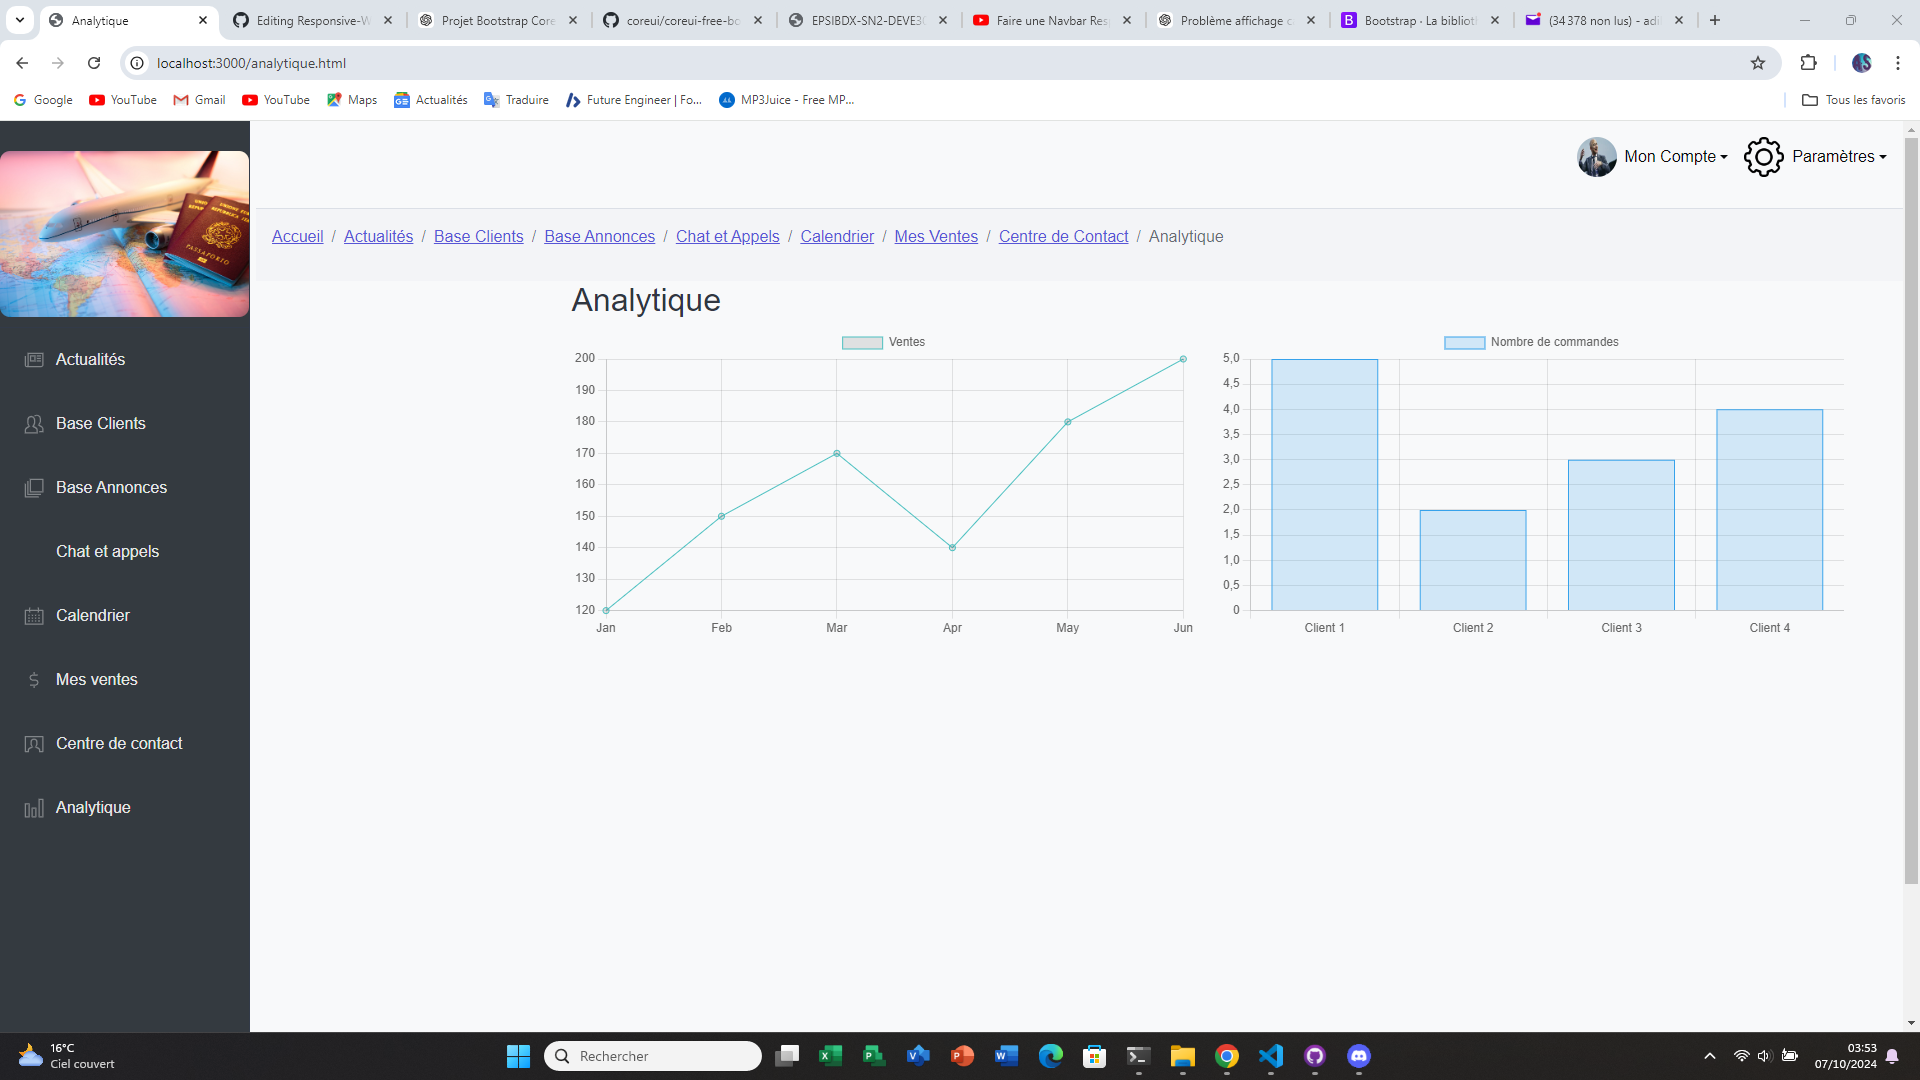 Analytique
Editing Responsive-W
Projet Bootstrap Core
coreui/coreui-free-bo
EPSIBDX-SN2-DEVE3
Faire une Navbar Res
Problème affichage c
Bootstrap · La bibliot
(34 378 non lus) - adi
localhost:3000/analytique.html
Google
YouTube
Gmail
YouTube
Maps
Actualités
Traduire
Future Engineer | Fo...
MP3Juice - Free MP...
Tous les favoris
Mon Compte
Paramètres
Accueil / Actualités / Base Clients / Base Annonces / Chat et Appels / Calendrier / Mes Ventes / Centre de Contact / Analytique
Actualités
Base Clients
Base Annonces
Chat et appels
Calendrier
Mes ventes
Centre de contact
Analytique
Analytique
Ventes
200
190
180
170
160
150
140
130
120
Jan Feb Mar Apr May Jun
Nombre de commandes
5,0
4,5
4,0
3,5
3,0
2,5
2,0
1,5
1,0
0,5
0
Client 1 Client 2 Client 3 Client 4
16°C
Ciel couvert
Rechercher
03:53
07/10/2024